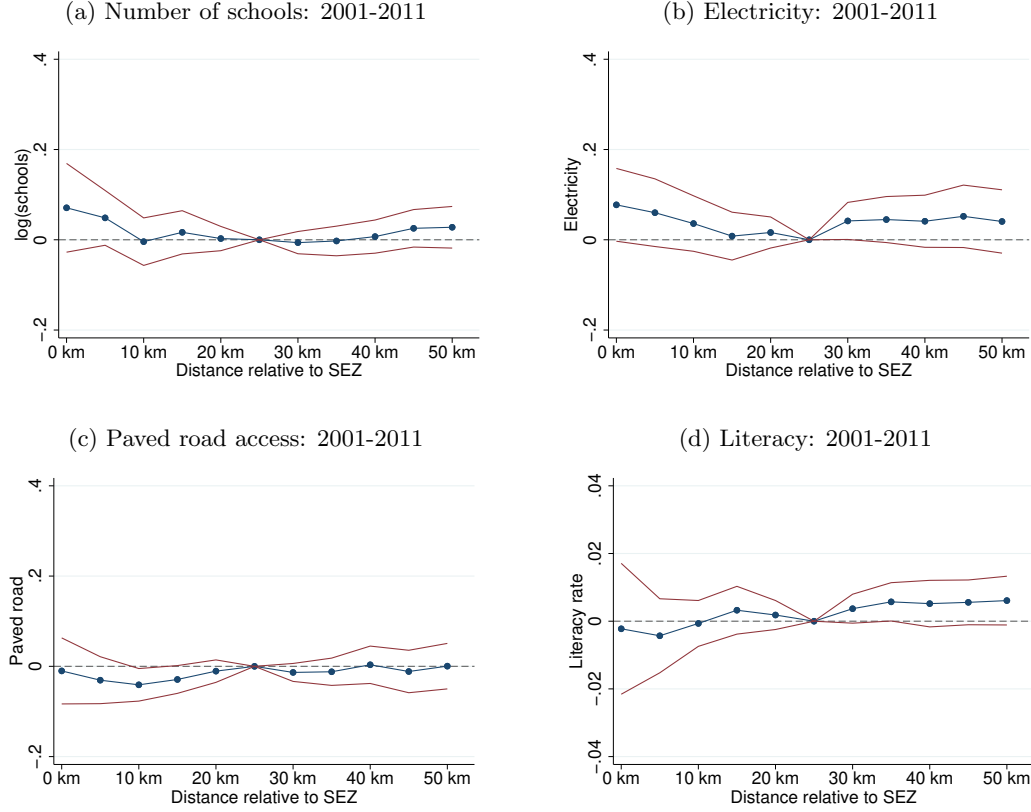 (a) Number of schools: 2001-2011
log(schools)
.4
.2
0
-.2
0 km 10 km 20 km 30 km 40 km 50 km
Distance relative to SEZ
(b) Electricity: 2001-2011
Electricity
.4
.2
0
-.2
0 km 10 km 20 km 30 km 40 km 50 km
Distance relative to SEZ
(c) Paved road access: 2001-2011
Paved road
.4
.2
0
-.2
0 km 10 km 20 km 30 km 40 km 50 km
Distance relative to SEZ
(d) Literacy: 2001-2011
Literacy rate
.04
.02
0
-.02
-.04
0 km 10 km 20 km 30 km 40 km 50 km
Distance relative to SEZ